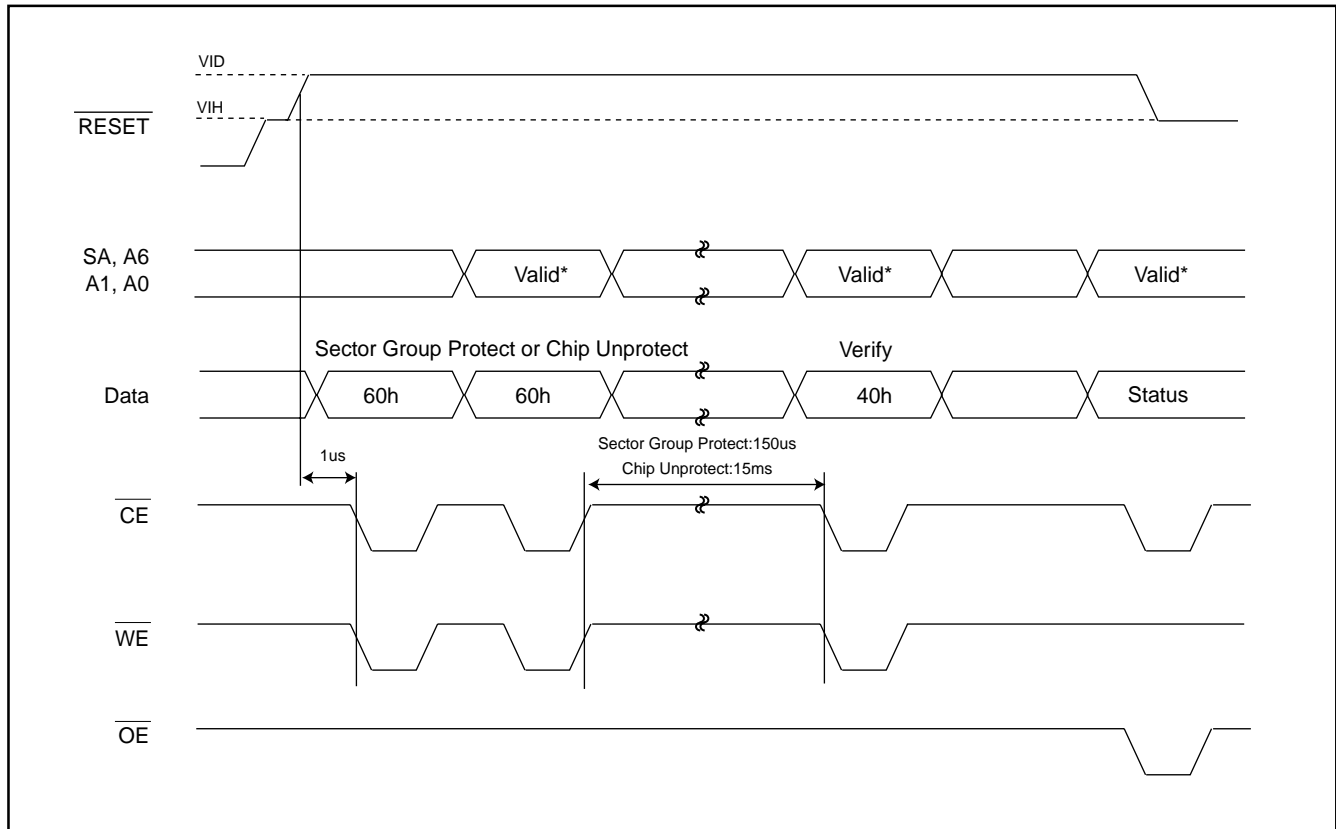 VID
VIH
RESET
SA, A6
A1, A0
Valid*
Valid*
Valid*
Sector Group Protect or Chip Unprotect
Verify
Data
60h
60h
40h
Status
1us
Sector Group Protect:150us
Chip Unprotect:15ms
CE
WE
OE